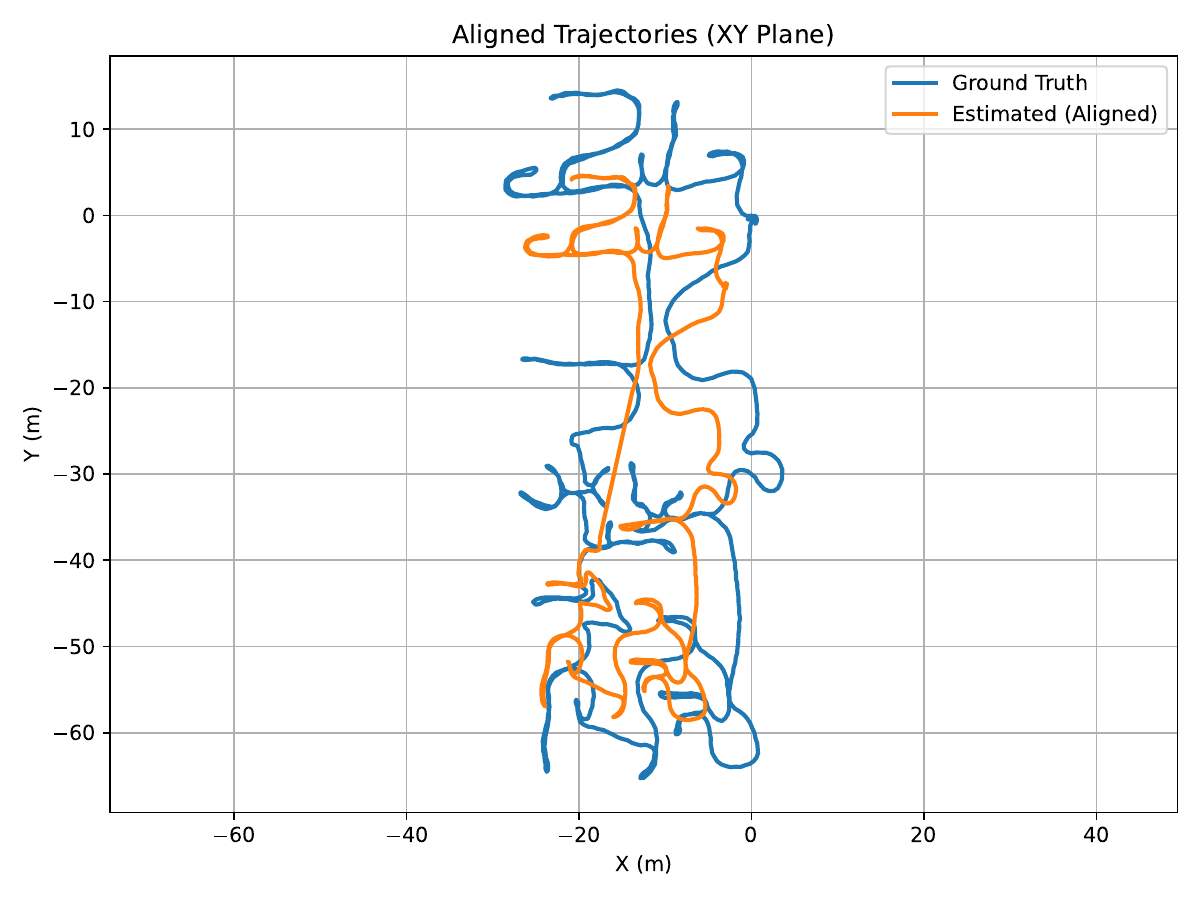 Aligned Trajectories (XY Plane)
Ground Truth
Estimated (Aligned)
10
0
−10
−20
−30
−40
−50
−60
Y (m)
−60
−40
−20
0
20
40
X (m)